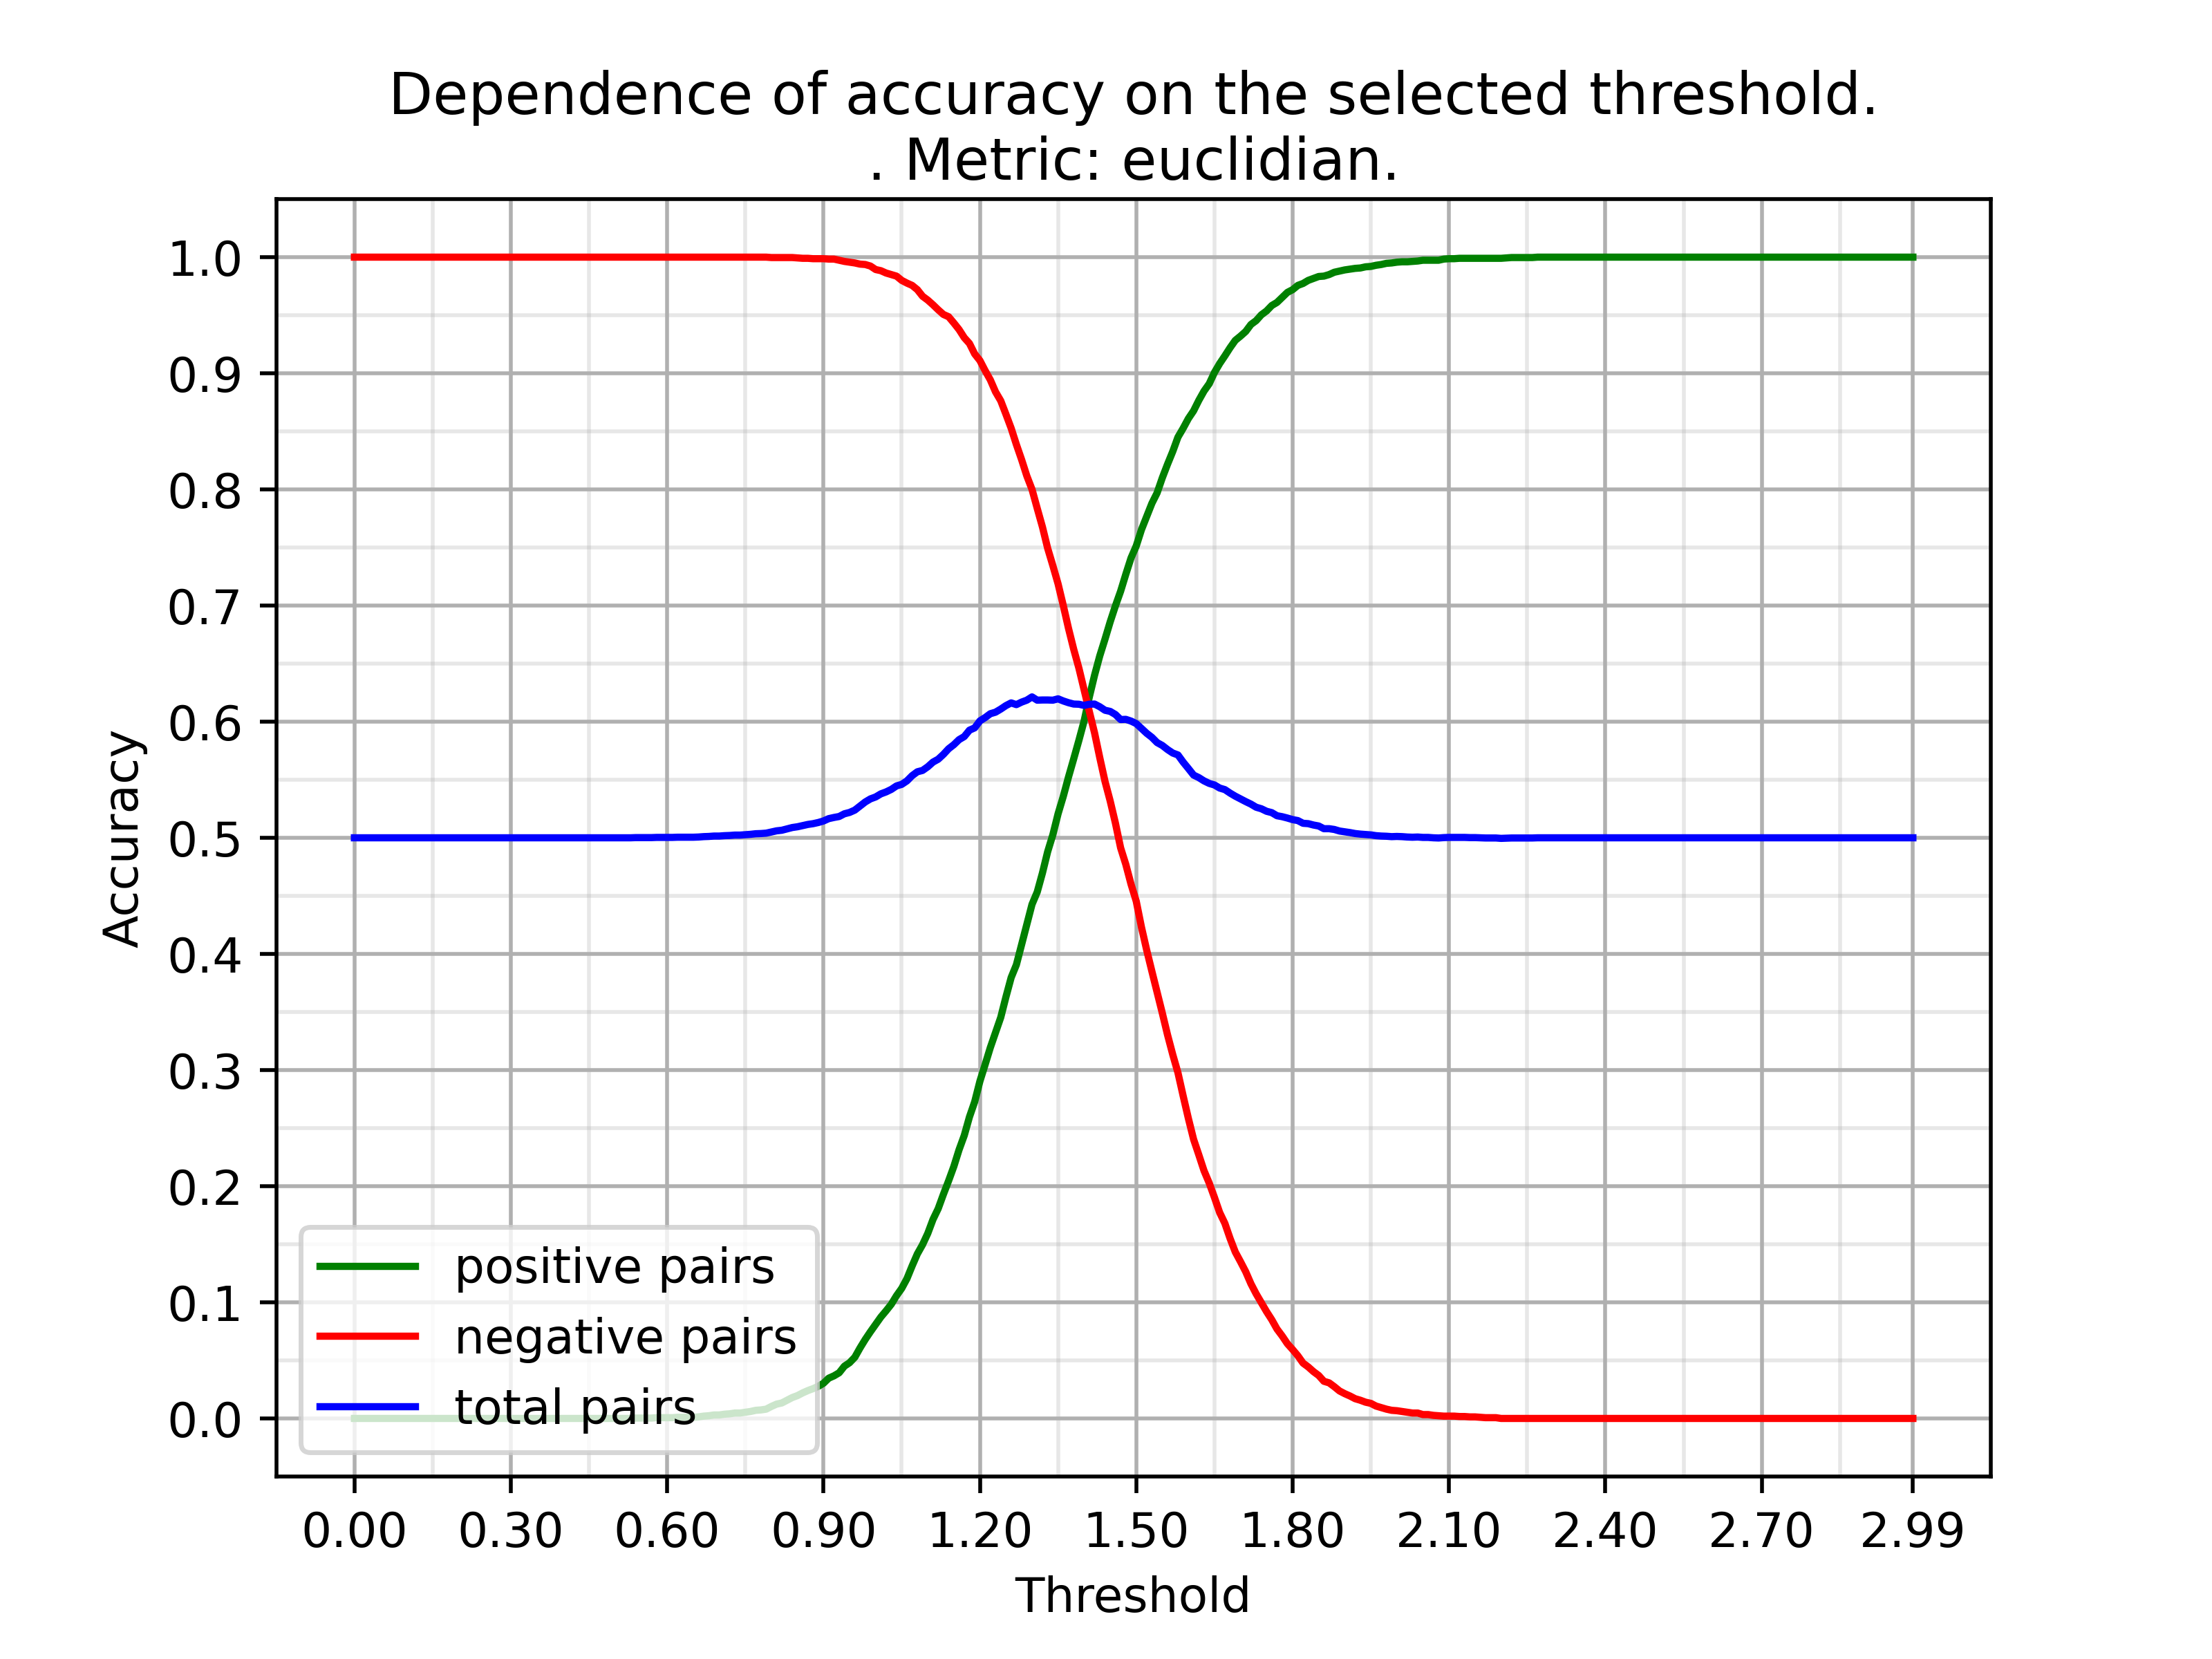 Dependence of accuracy on the selected threshold.
. Metric: euclidian.
1.0
0.9
0.8
0.7
0.6
0.5
0.4
0.3
0.2
0.1
0.0
Accuracy
positive pairs
negative pairs
total pairs
0.00 0.30 0.60 0.90 1.20 1.50 1.80 2.10 2.40 2.70 2.99
Threshold